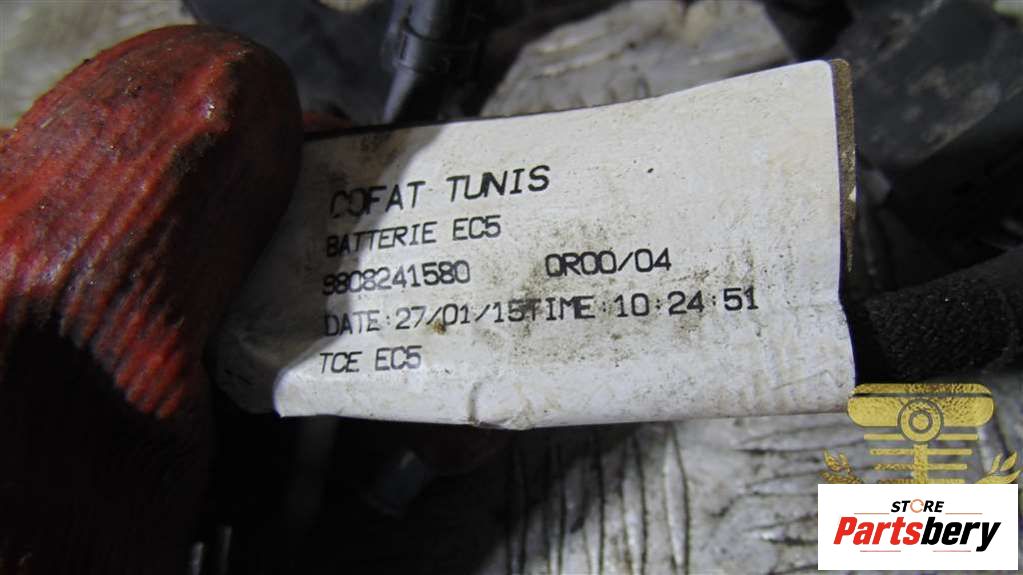 COFAT TUNIS
BATTERIE EC5
9808241580 QR00/04
DATE:27/01/15TIME:10:24:51
TCE EC5
STORE
Partsbery